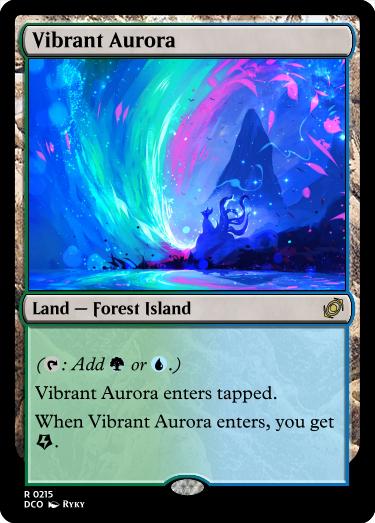 Vibrant Aurora
Land — Forest Island
(: Add or .)
Vibrant Aurora enters tapped.
When Vibrant Aurora enters, you get
.
R 0215
DCO Ryky